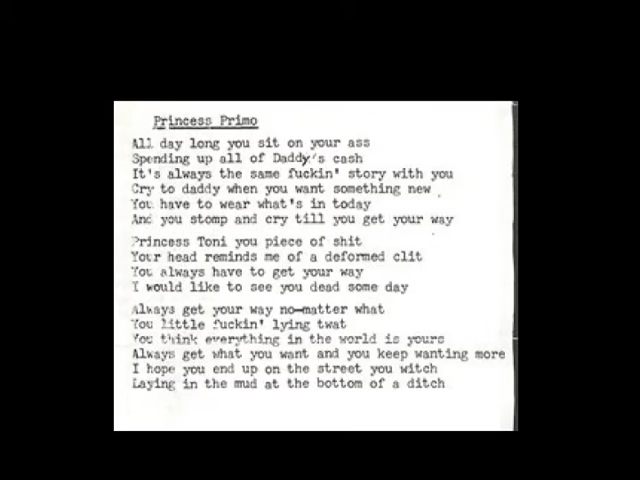 Princess Primo
All day long you sit on your ass
Spending up all of Daddy's cash
It's always the same fuckin' story with you
Cry to daddy when you want something new
You have to wear what's in today
And you stomp and cry till you get your way
Princess Toni you piece of shit
Your head reminds me of a deformed clit
You always have to get your way
I would like to see you dead some day
Always get your way no—matter what
You little fuckin' lying twat
You think everything in the world is yours
Always get what you want and you keep wanting more
I hope you end up on the street you witch
Laying in the mud at the bottom of a ditch